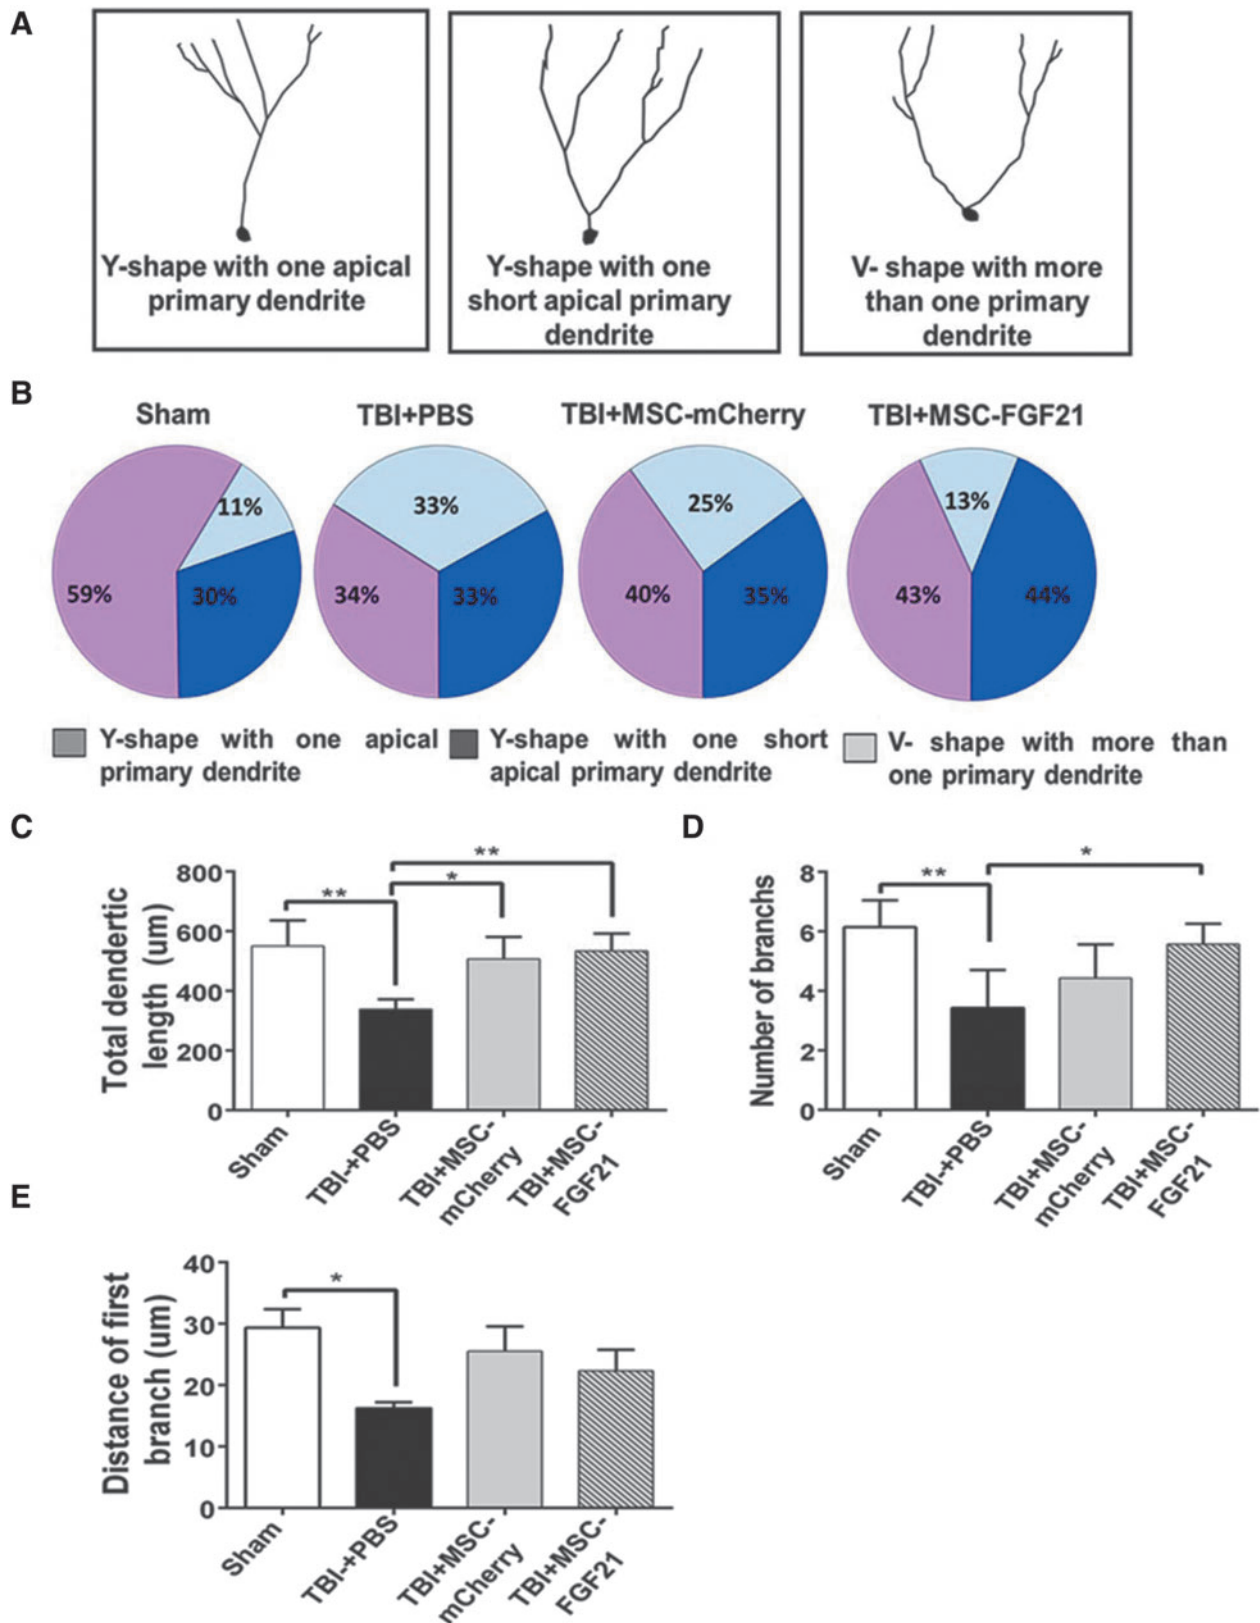 A
Y-shape with one apical
primary dendrite
Y-shape with one
short apical primary
dendrite
V- shape with more
than one primary
dendrite
B
Sham
TBI+PBS
TBI+MSC-mCherry
TBI+MSC-FGF21
11%
59%
30%
33%
34%
33%
25%
40%
35%
13%
43%
44%
Y-shape with one apical
primary dendrite
Y-shape with one short
apical primary dendrite
V- shape with more than
one primary dendrite
C
Total dendertic
length (um)
800
600
400
200
0
**
*
**
Sham
TBI-+PBS
TBI+MSC-
mCherry
TBI+MSC-
FGF21
D
Number of branchs
8
6
4
2
0
**
*
Sham
TBI-+PBS
TBI+MSC-
mCherry
TBI+MSC-
FGF21
E
Distance of first
branch (um)
40
30
20
10
0
*
Sham
TBI-+PBS
TBI+MSC-
mCherry
TBI+MSC-
FGF21